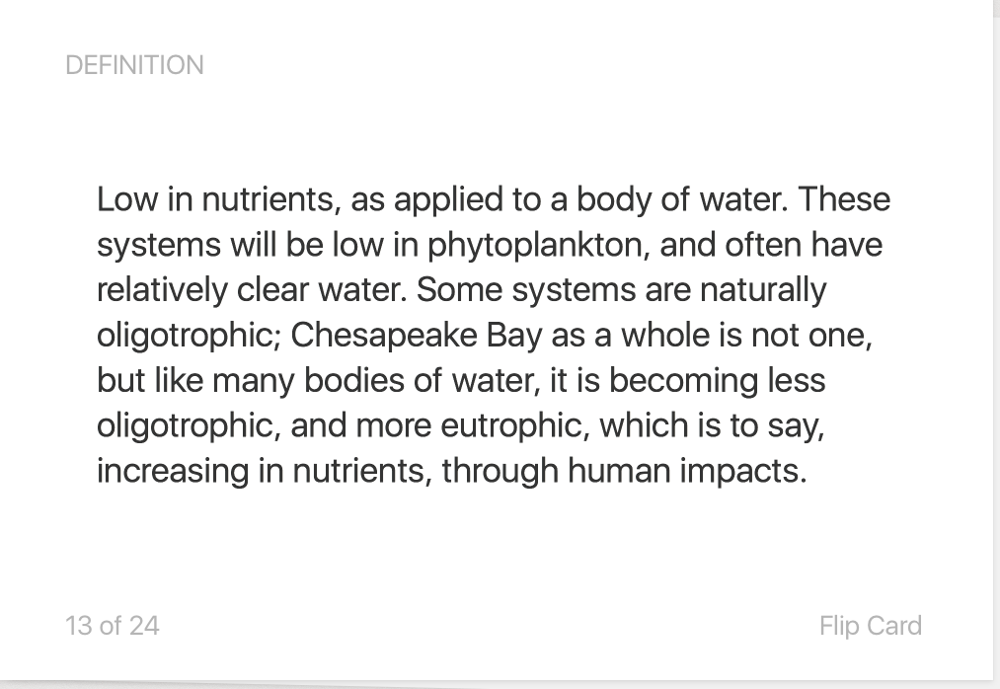 DEFINITION
Low in nutrients, as applied to a body of water. These
systems will be low in phytoplankton, and often have
relatively clear water. Some systems are naturally
oligotrophic; Chesapeake Bay as a whole is not one,
but like many bodies of water, it is becoming less
oligotrophic, and more eutrophic, which is to say,
increasing in nutrients, through human impacts.
13 of 24
Flip Card